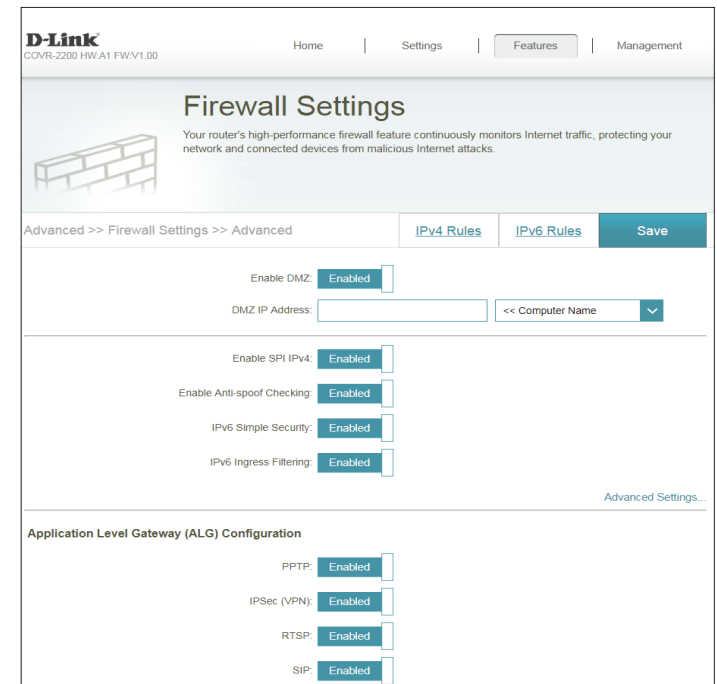 D-Link
COVR-2200 HW:A1 FW:V1.00
Home
Settings
Features
Management
Firewall Settings
Your router's high-performance firewall feature continuously monitors Internet traffic, protecting your
network and connected devices from malicious Internet attacks.
Advanced >> Firewall Settings >> Advanced
IPv4 Rules
IPv6 Rules
Save
Enable DMZ: Enabled
DMZ IP Address: << Computer Name
Enable SPI IPv4: Enabled
Enable Anti-spoof Checking: Enabled
IPv6 Simple Security: Enabled
IPv6 Ingress Filtering: Enabled
Advanced Settings...
Application Level Gateway (ALG) Configuration
PPTP: Enabled
IPSec (VPN): Enabled
RTSP: Enabled
SIP: Enabled